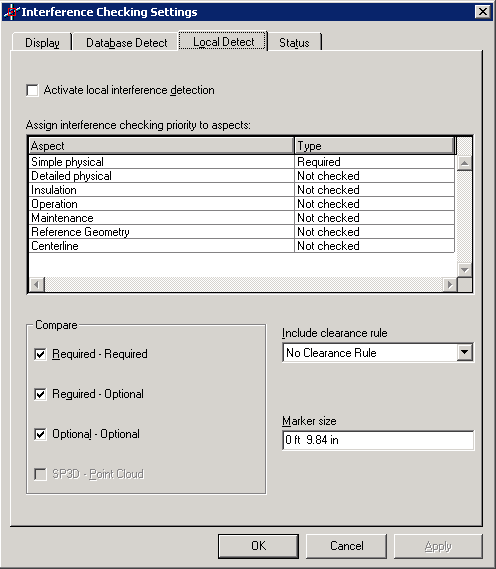 Interference Checking Settings
Display Database Detect Local Detect Status
Activate local interference detection
Assign interference checking priority to aspects:
Aspect Type
Simple physical Required
Detailed physical Not checked
Insulation Not checked
Operation Not checked
Maintenance Not checked
Reference Geometry Not checked
Centerline Not checked
Compare
Required - Required
Required - Optional
Optional - Optional
SP3D - Point Cloud
Include clearance rule
No Clearance Rule
Marker size
0 ft 9.84 in
OK Cancel Apply